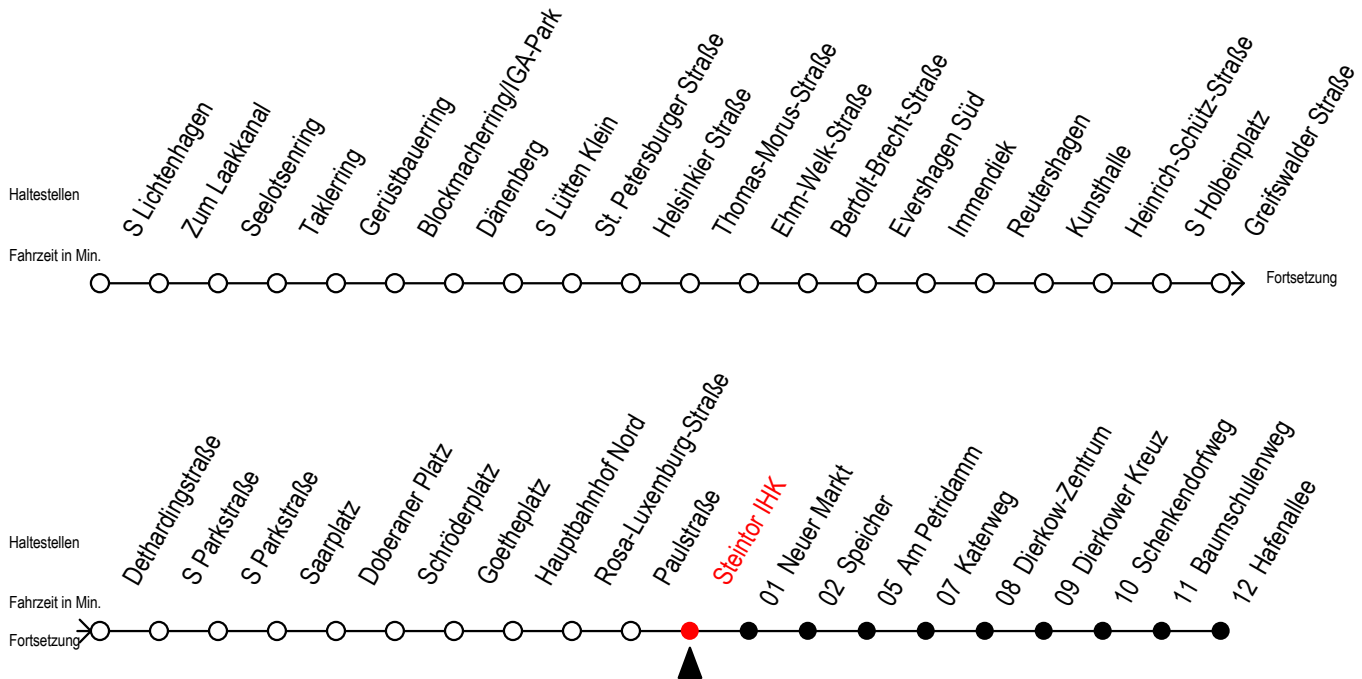 Haltestellen
S Lichtenhagen
Zum Laakkanal
Seelotsenring
Taklerring
Gerüstbauerring
Blockmacherring/IGA-Park
Dänenberg
S Lütten Klein
St. Petersburger Straße
Helsinkier Straße
Thomas-Morus-Straße
Ehm-Welk-Straße
Bertolt-Brecht-Straße
Evershagen Süd
Immendiek
Reutershagen
Kunsthalle
Heinrich-Schütz-Straße
S Holbeinplatz
Greifswalder Straße
Fahrzeit in Min.
Fortsetzung
Haltestellen
Dethardingstraße
S Parkstraße
S Parkstraße
Saarplatz
Doberaner Platz
Schröderplatz
Goetheplatz
Hauptbahnhof Nord
Rosa-Luxemburg-Straße
Paulstraße
Steintor IHK
01 Neuer Markt
02 Speicher
05 Am Petridamm
07 Katerweg
08 Dierkow-Zentrum
09 Dierkower Kreuz
10 Schenkendorfweg
11 Baumschulenweg
12 Hafenallee
Fahrzeit in Min.
Fortsetzung